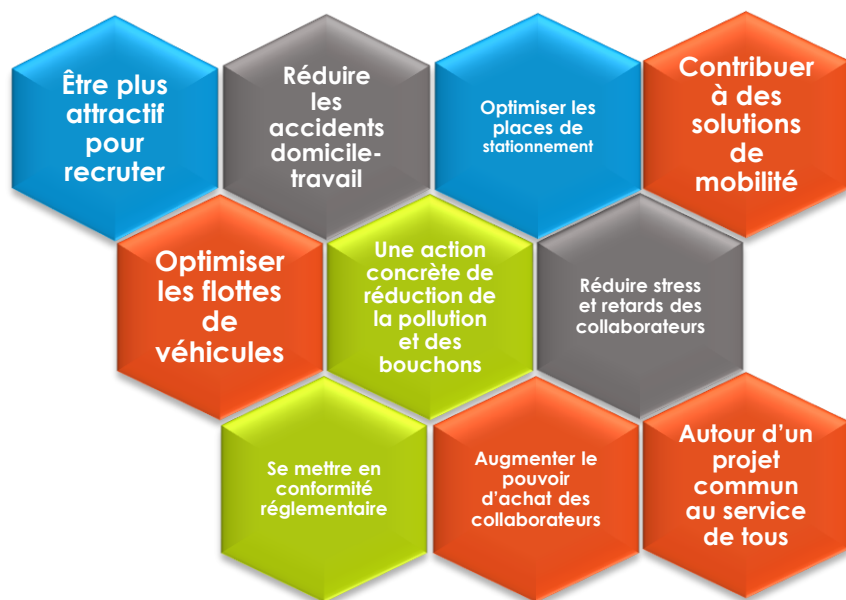 Être plus
attractif
pour
recruter
Réduire
les
accidents
domicile-
travail
Optimiser les
places de
stationnement
Contribuer
à des
solutions
de
mobilité
Optimiser
les flottes
de
véhicules
Une action
concrète de
réduction de
la pollution
et des
bouchons
Réduire stress
et retards des
collaborateurs
Se mettre en
conformité
réglementaire
Augmenter le
pouvoir
d’achat des
collaborateurs
Autour d’un
projet
commun
au service
de tous